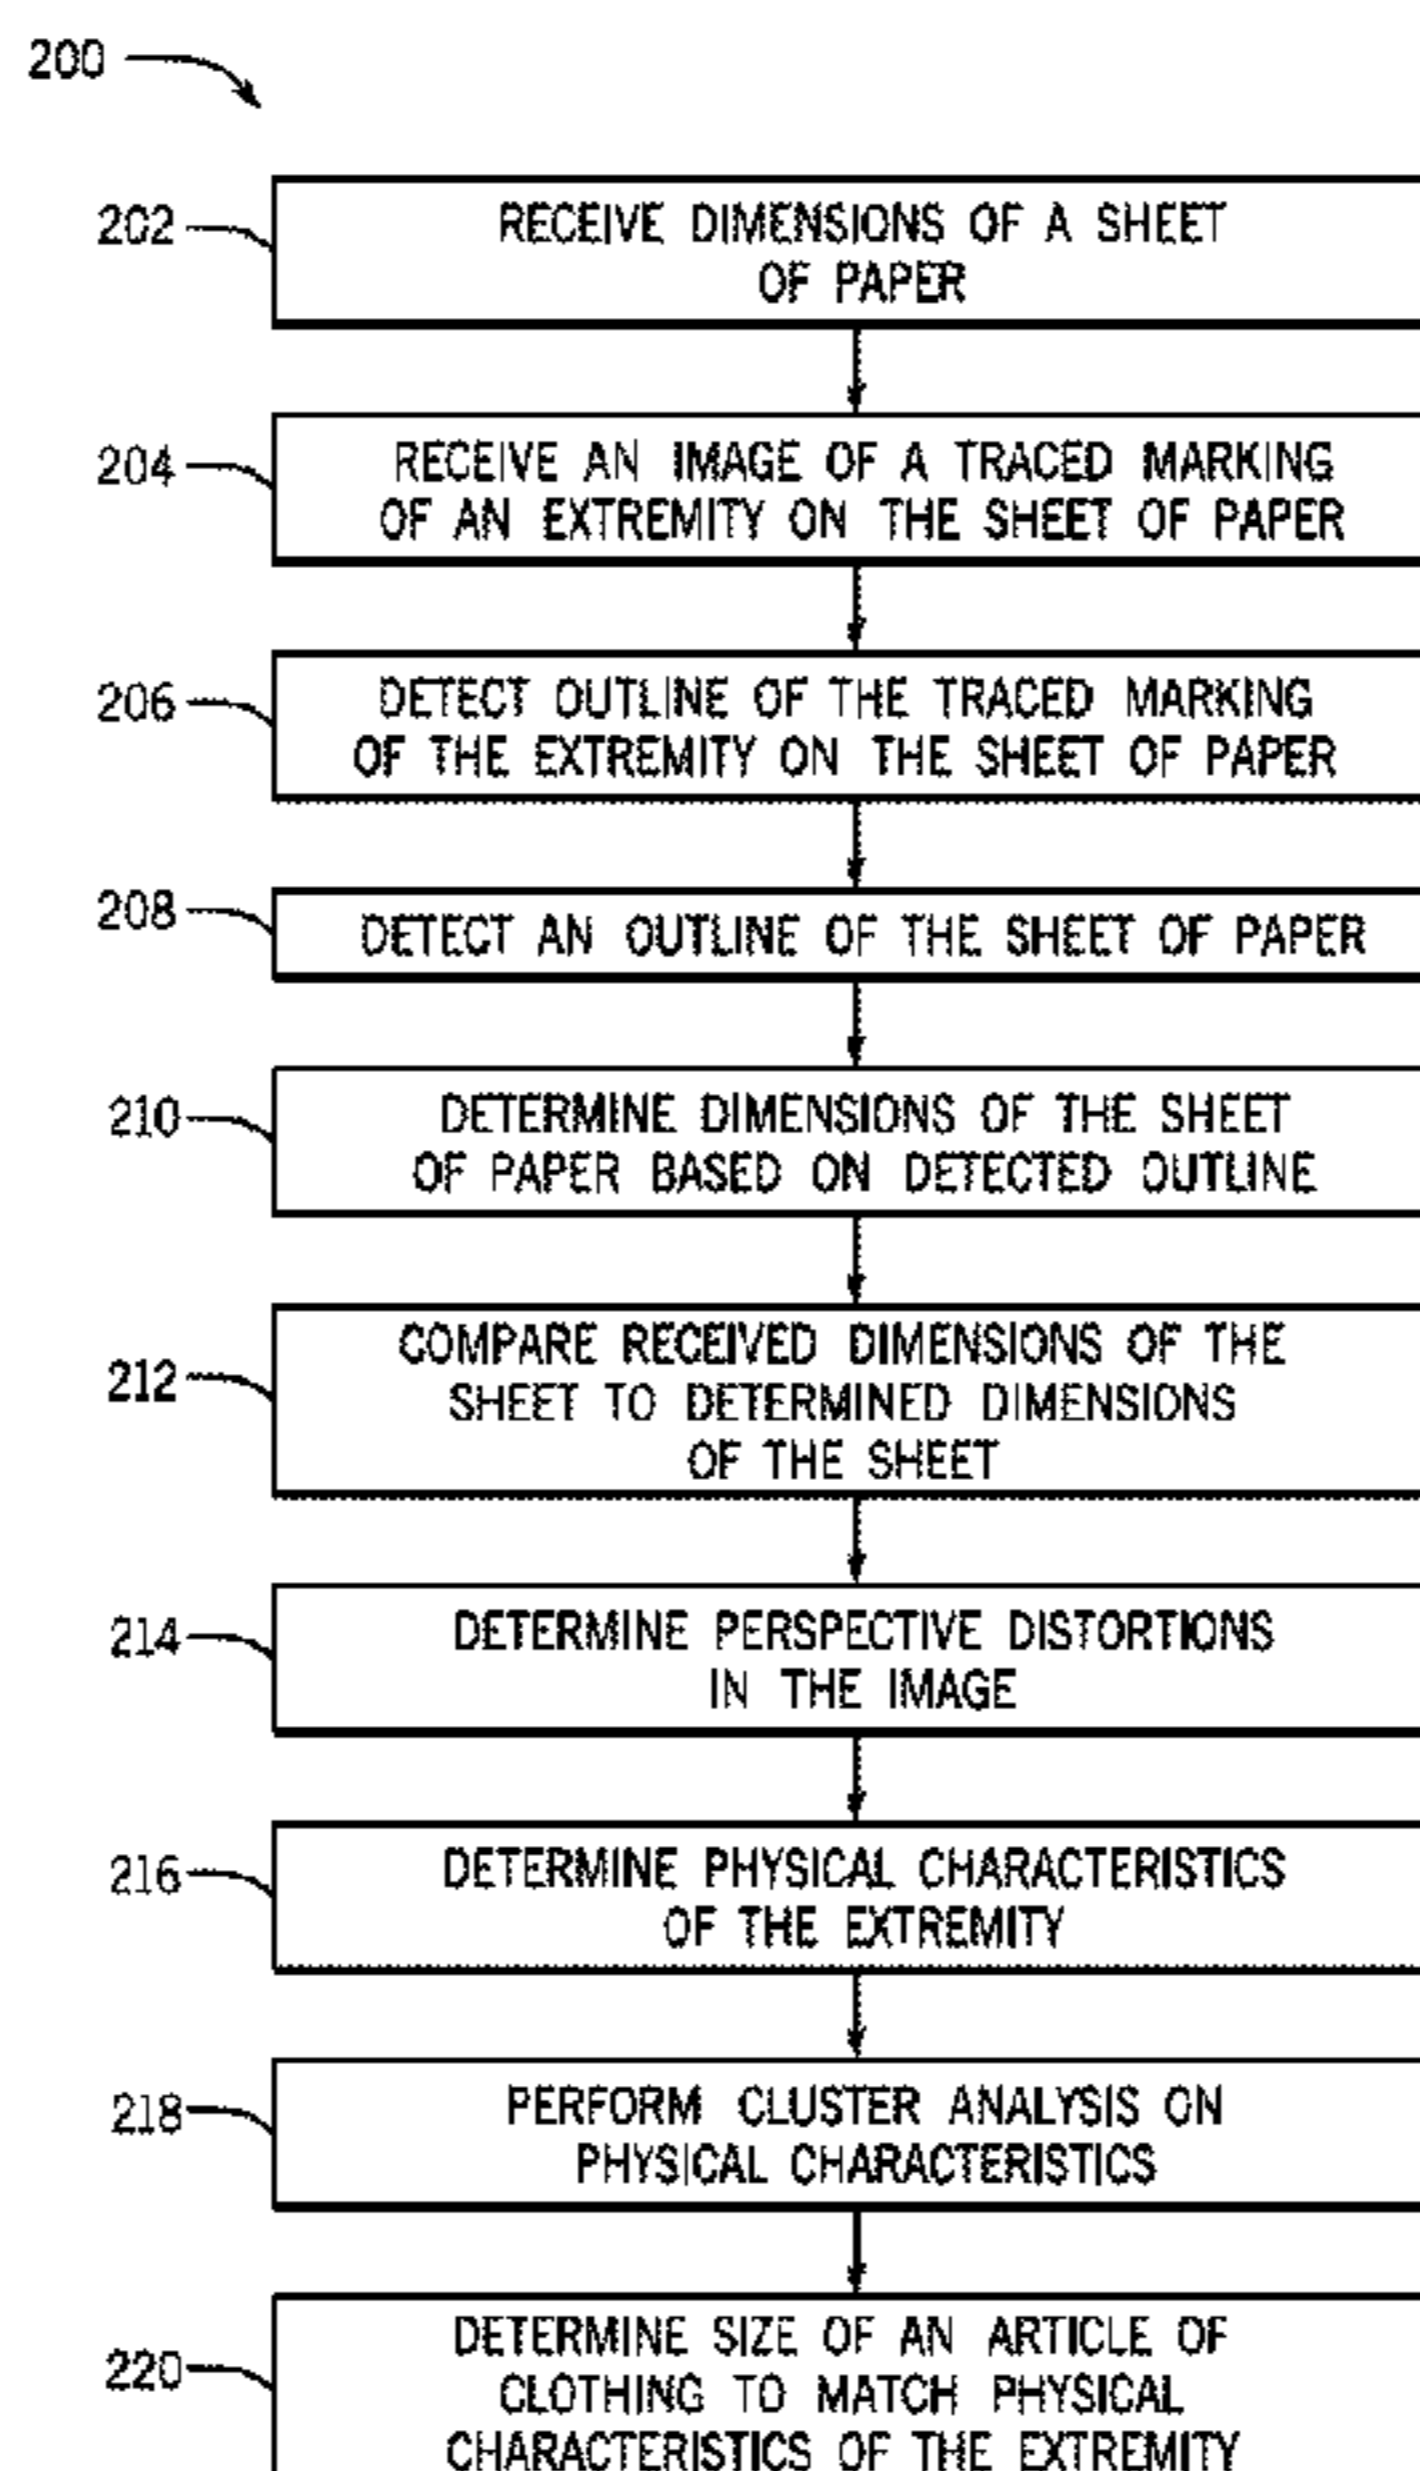 200
202
RECEIVE DIMENSIONS OF A SHEET
OF PAPER
204
RECEIVE AN IMAGE OF A TRACED MARKING
OF AN EXTREMITY ON THE SHEET OF PAPER
206
DETECT OUTLINE OF THE TRACED MARKING
OF THE EXTREMITY ON THE SHEET OF PAPER
208
DETECT AN OUTLINE OF THE SHEET OF PAPER
210
DETERMINE DIMENSIONS OF THE SHEET
OF PAPER BASED ON DETECTED OUTLINE
212
COMPARE RECEIVED DIMENSIONS OF THE
SHEET TO DETERMINED DIMENSIONS
OF THE SHEET
214
DETERMINE PERSPECTIVE DISTORTIONS
IN THE IMAGE
216
DETERMINE PHYSICAL CHARACTERISTICS
OF THE EXTREMITY
218
PERFORM CLUSTER ANALYSIS ON
PHYSICAL CHARACTERISTICS
220
DETERMINE SIZE OF AN ARTICLE OF
CLOTHING TO MATCH PHYSICAL
CHARACTERISTICS OF THE EXTREMITY